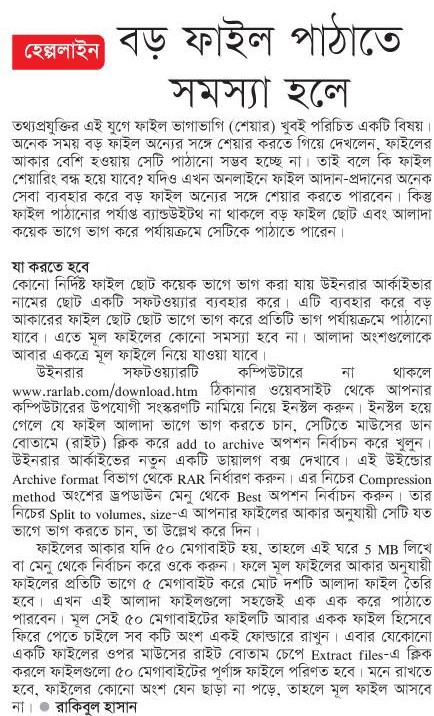 হেল্পলাইন
বড় ফাইল পাঠাতে
সমস্যা হলে
তথ্যপ্রযুক্তির এই যুগে ফাইল ভাগাভাগি (শেয়ার) খুবই পরিচিত একটি বিষয়।
অনেক সময় বড় ফাইল অন্যের সঙ্গে শেয়ার করতে গিয়ে দেখলেন, ফাইলের
আকার বেশি হওয়ায় সেটি পাঠানো সম্ভব হচ্ছে না। তাই বলে কি ফাইল
শেয়ারিং বন্ধ হয়ে যাবে? যদিও এখন অনলাইনে ফাইল আদান-প্রদানের অনেক
সেবা ব্যবহার করে বড় ফাইল অন্যের সঙ্গে শেয়ার করতে পারবেন। কিন্তু
ফাইল পাঠানোর পর্যাপ্ত ব্যান্ডউইটথ না থাকলে বড় ফাইল ছোট এবং আলাদা
কয়েক ভাগে ভাগ করে পর্যায়ক্রমে সেটিকে পাঠাতে পারেন।
যা করতে হবে
কোনো নির্দিষ্ট ফাইল ছোট কয়েক ভাগে ভাগ করা যায় উইনরার আর্কাইভার
নামের ছোট একটি সফটওয়্যার ব্যবহার করে। এটি ব্যবহার করে বড়
আকারের ফাইল ছোট ছোট ভাগে ভাগ করে প্রতিটি ভাগ পর্যায়ক্রমে পাঠানো
যাবে। এতে মূল ফাইলের কোনো সমস্যা হবে না। আলাদা অংশগুলোকে
আবার একত্রে মূল ফাইলে নিয়ে যাওয়া যাবে।
উইনরার সফটওয়্যারটি কম্পিউটারে না থাকলে
www.rarlab.com/download.htm ঠিকানার ওয়েবসাইট থেকে আপনার
কম্পিউটারের উপযোগী সংস্করণটি নামিয়ে নিয়ে ইনস্টল করুন। ইনস্টল হয়ে
গেলে যে ফাইল আলাদা ভাগে ভাগ করতে চান, সেটিতে মাউসের ডান
বোতামে (রাইট) ক্লিক করে add to archive অপশন নির্বাচন করে খুলুন।
উইনরার আর্কাইভের নতুন একটি ডায়ালগ বক্স দেখাবে। এই উইন্ডোর
Archive format বিভাগ থেকে RAR নির্ধারণ করুন। এর নিচের Compression
method অংশের ড্রপডাউন মেনু থেকে Best অপশন নির্বাচন করুন। তার
নিচের Split to volumes, size-এ আপনার ফাইলের আকার অনুযায়ী সেটি যত
ভাগে ভাগ করতে চান, তা উল্লেখ করে দিন।
ফাইলের আকার যদি ৫০ মেগাবাইট হয়, তাহলে এই ঘরে 5 MB লিখে
বা মেনু থেকে নির্বাচন করে ওকে করুন। ফলে মূল ফাইলের আকার অনুযায়ী
ফাইলের প্রতিটি ভাগে ৫ মেগাবাইট করে মোট দশটি আলাদা ফাইল তৈরি
হবে। এখন এই আলাদা ফাইলগুলো সহজেই এক এক করে পাঠাতে
পারবেন। মূল সেই ৫০ মেগাবাইটের ফাইলটি আবার একক ফাইল হিসেবে
ফিরে পেতে চাইলে সব কটি অংশ একই ফোল্ডারে রাখুন। এবার যেকোনো
একটি ফাইলের ওপর মাউসের রাইট বোতাম চেপে Extract files-এ ক্লিক
করলে ফাইলগুলো ৫০ মেগাবাইটের পূর্ণাঙ্গ ফাইলে পরিণত হবে। মনে রাখতে
হবে, ফাইলের কোনো অংশ যেন ছাড়া না পড়ে, তাহলে মূল ফাইল আসবে
না। ● রাকিবুল হাসান